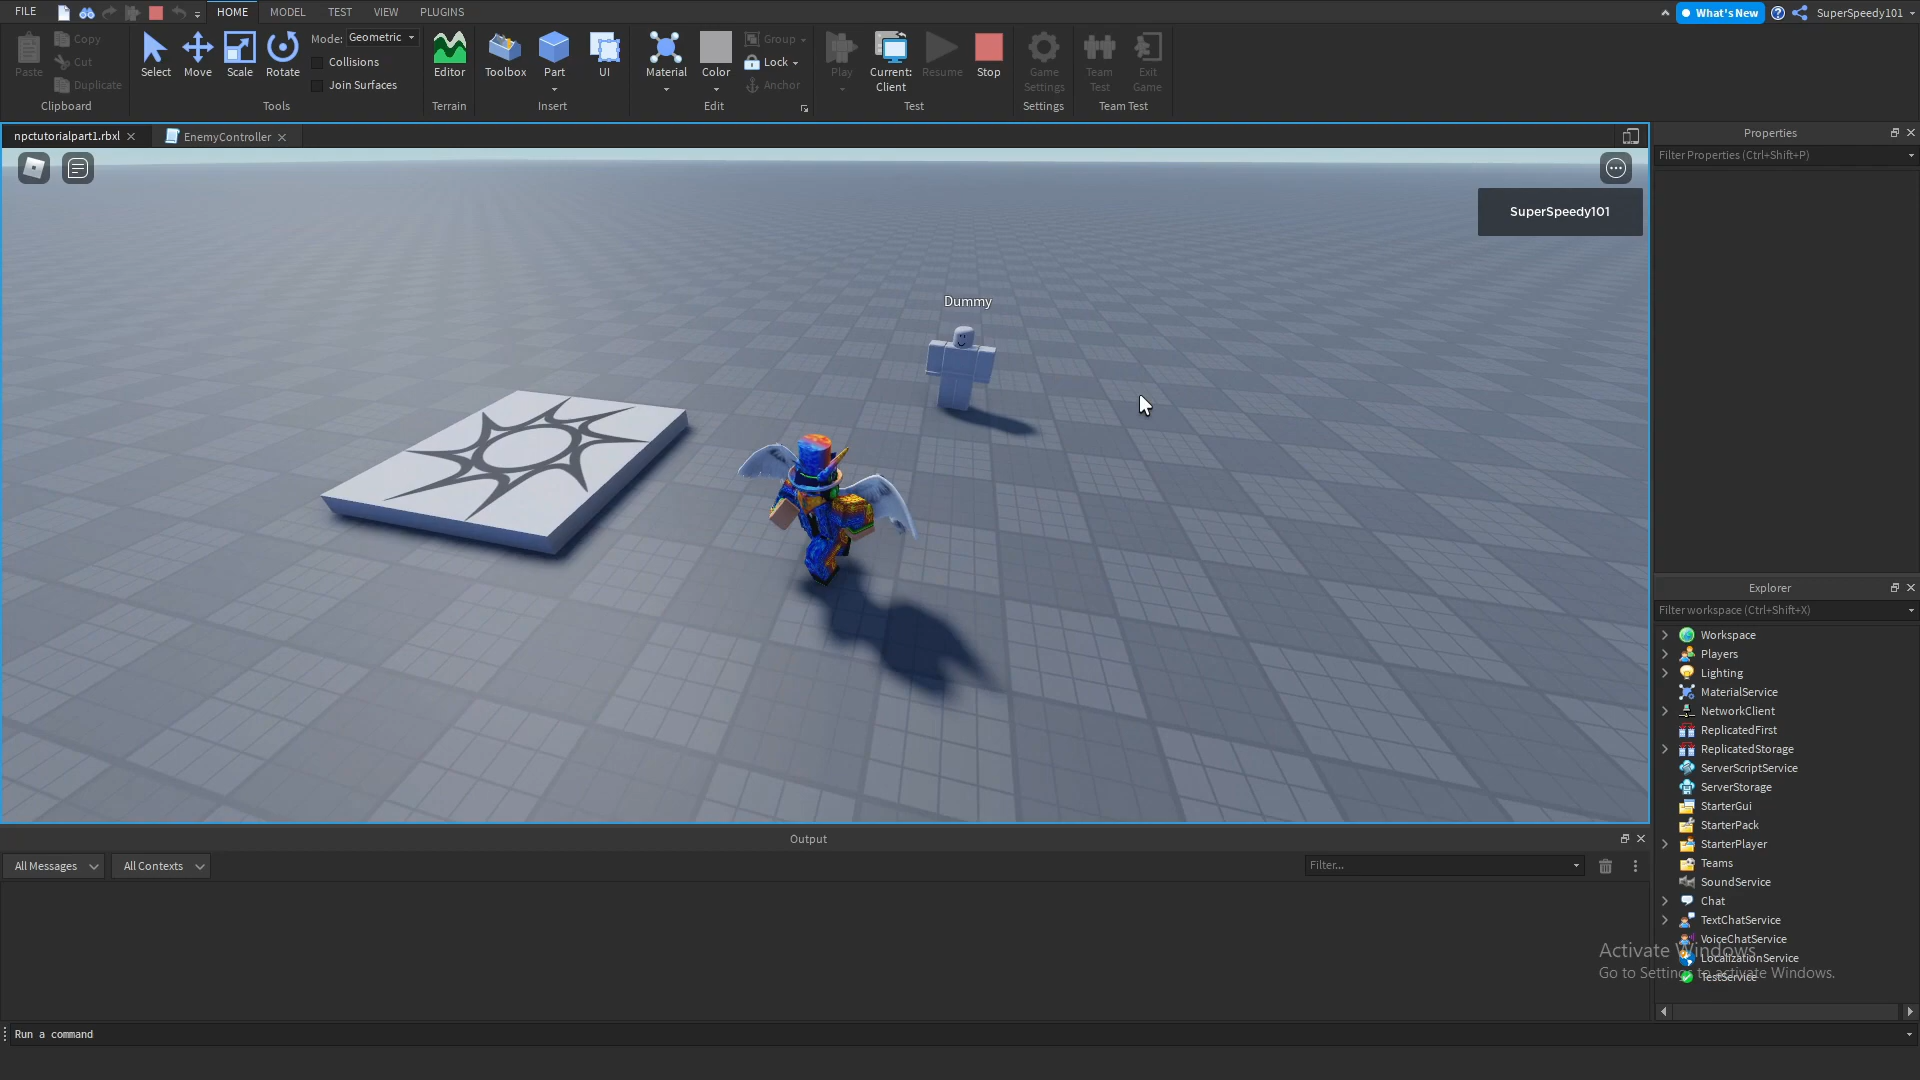 FILE HOME MODEL TEST VIEW PLUGINS What's New SuperSpeedy101
Paste Copy Cut Duplicate Select Move Scale Rotate Mode: Geometric Collisions Join Surfaces Editor Toolbox Part UI Material Color Group Lock Anchor Play Current: Client Resume Stop Game Settings Team Test Exit Game
Clipboard Tools Terrain Insert Edit Test Settings Team Test
npctutorialpart1.rbxl EnemyController
SuperSpeedy101
Dummy
Properties
Filter Properties (Ctrl+Shift+P)
Explorer
Filter workspace (Ctrl+Shift+X)
Workspace
Players
Lighting
MaterialService
NetworkClient
ReplicatedFirst
ReplicatedStorage
ServerScriptService
ServerStorage
StarterGui
StarterPack
StarterPlayer
Teams
SoundService
Chat
TextChatService
VoiceChatService
LocalizationService
TestService
Activate Windows
Go to Settings to activate Windows.
Output
All Messages All Contexts Filter...
Run a command